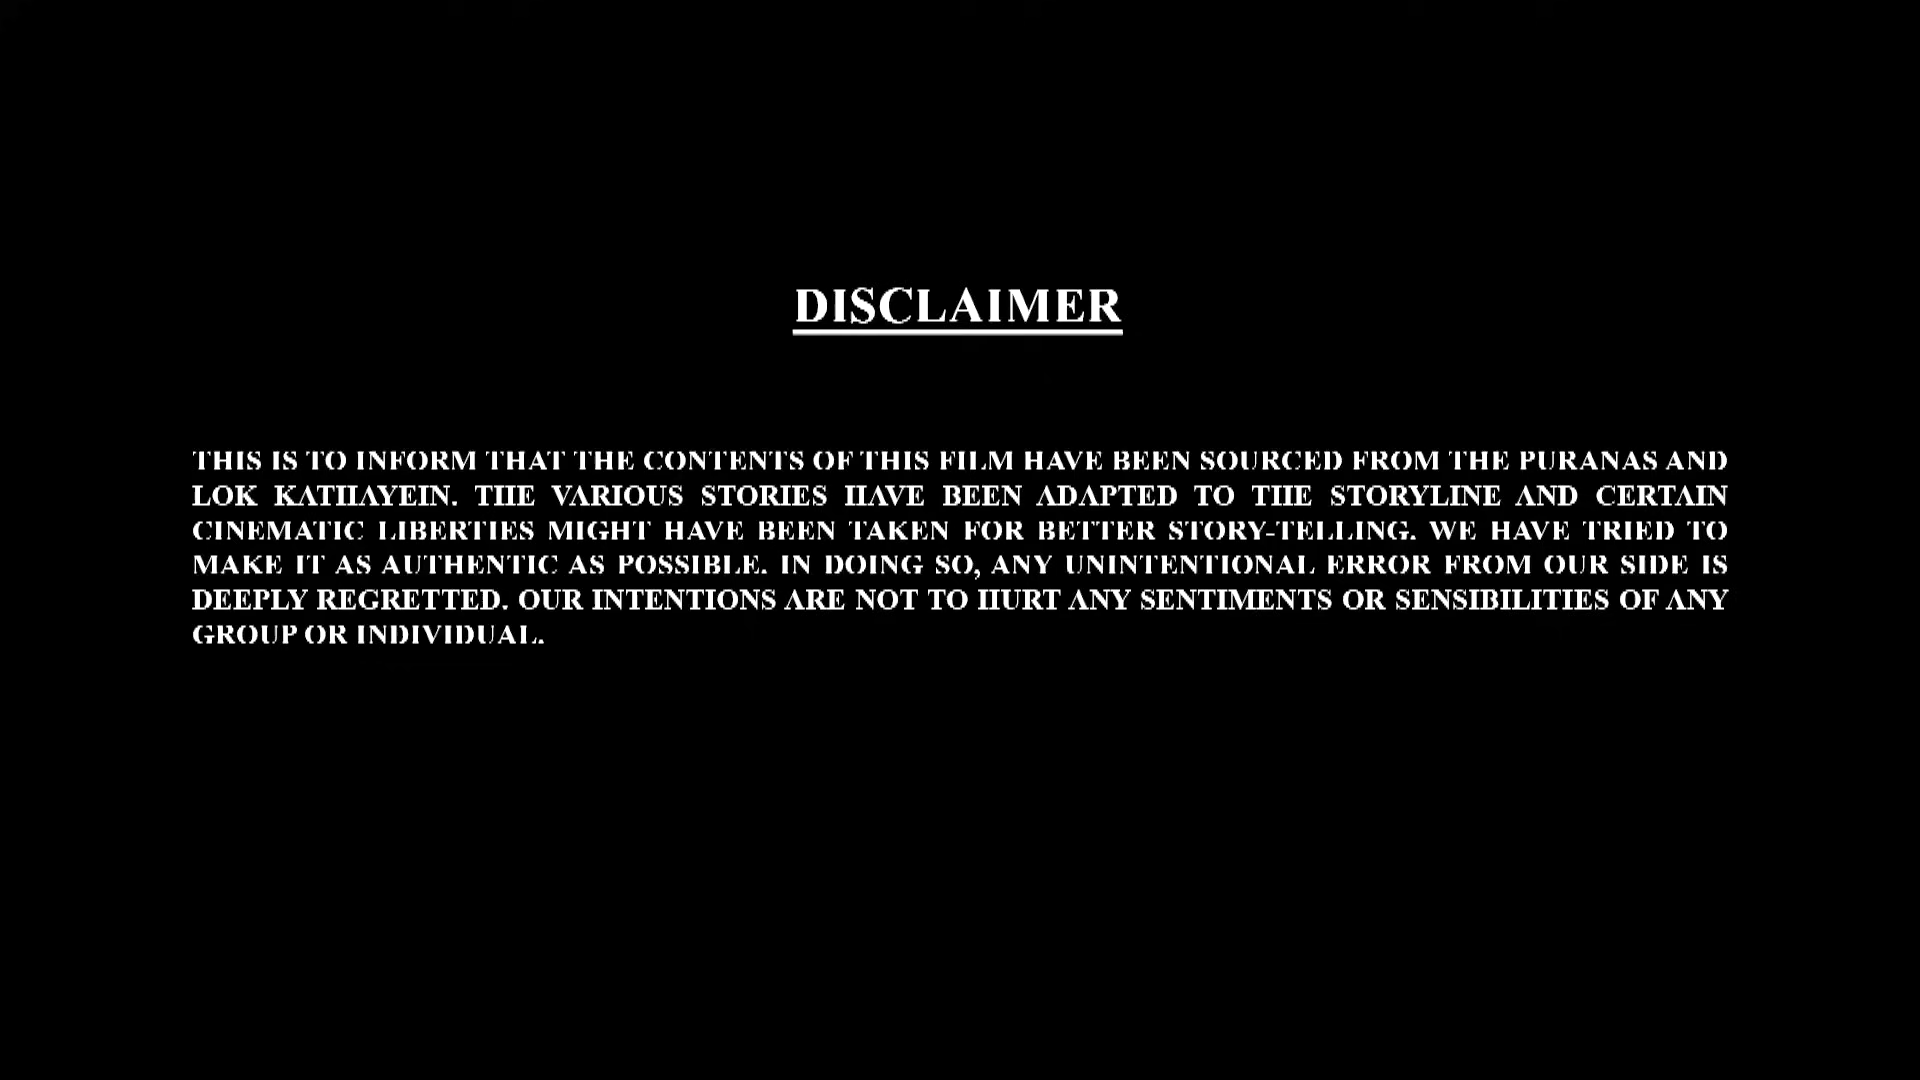 DISCLAIMER
THIS IS TO INFORM THAT THE CONTENTS OF THIS FILM HAVE BEEN SOURCED FROM THE PURANAS AND
LOK KATHAYEIN. THE VARIOUS STORIES HAVE BEEN ADAPTED TO THE STORYLINE AND CERTAIN
CINEMATIC LIBERTIES MIGHT HAVE BEEN TAKEN FOR BETTER STORY-TELLING. WE HAVE TRIED TO
MAKE IT AS AUTHENTIC AS POSSIBLE. IN DOING SO, ANY UNINTENTIONAL ERROR FROM OUR SIDE IS
DEEPLY REGRETTED. OUR INTENTIONS ARE NOT TO HURT ANY SENTIMENTS OR SENSIBILITIES OF ANY
GROUP OR INDIVIDUAL.